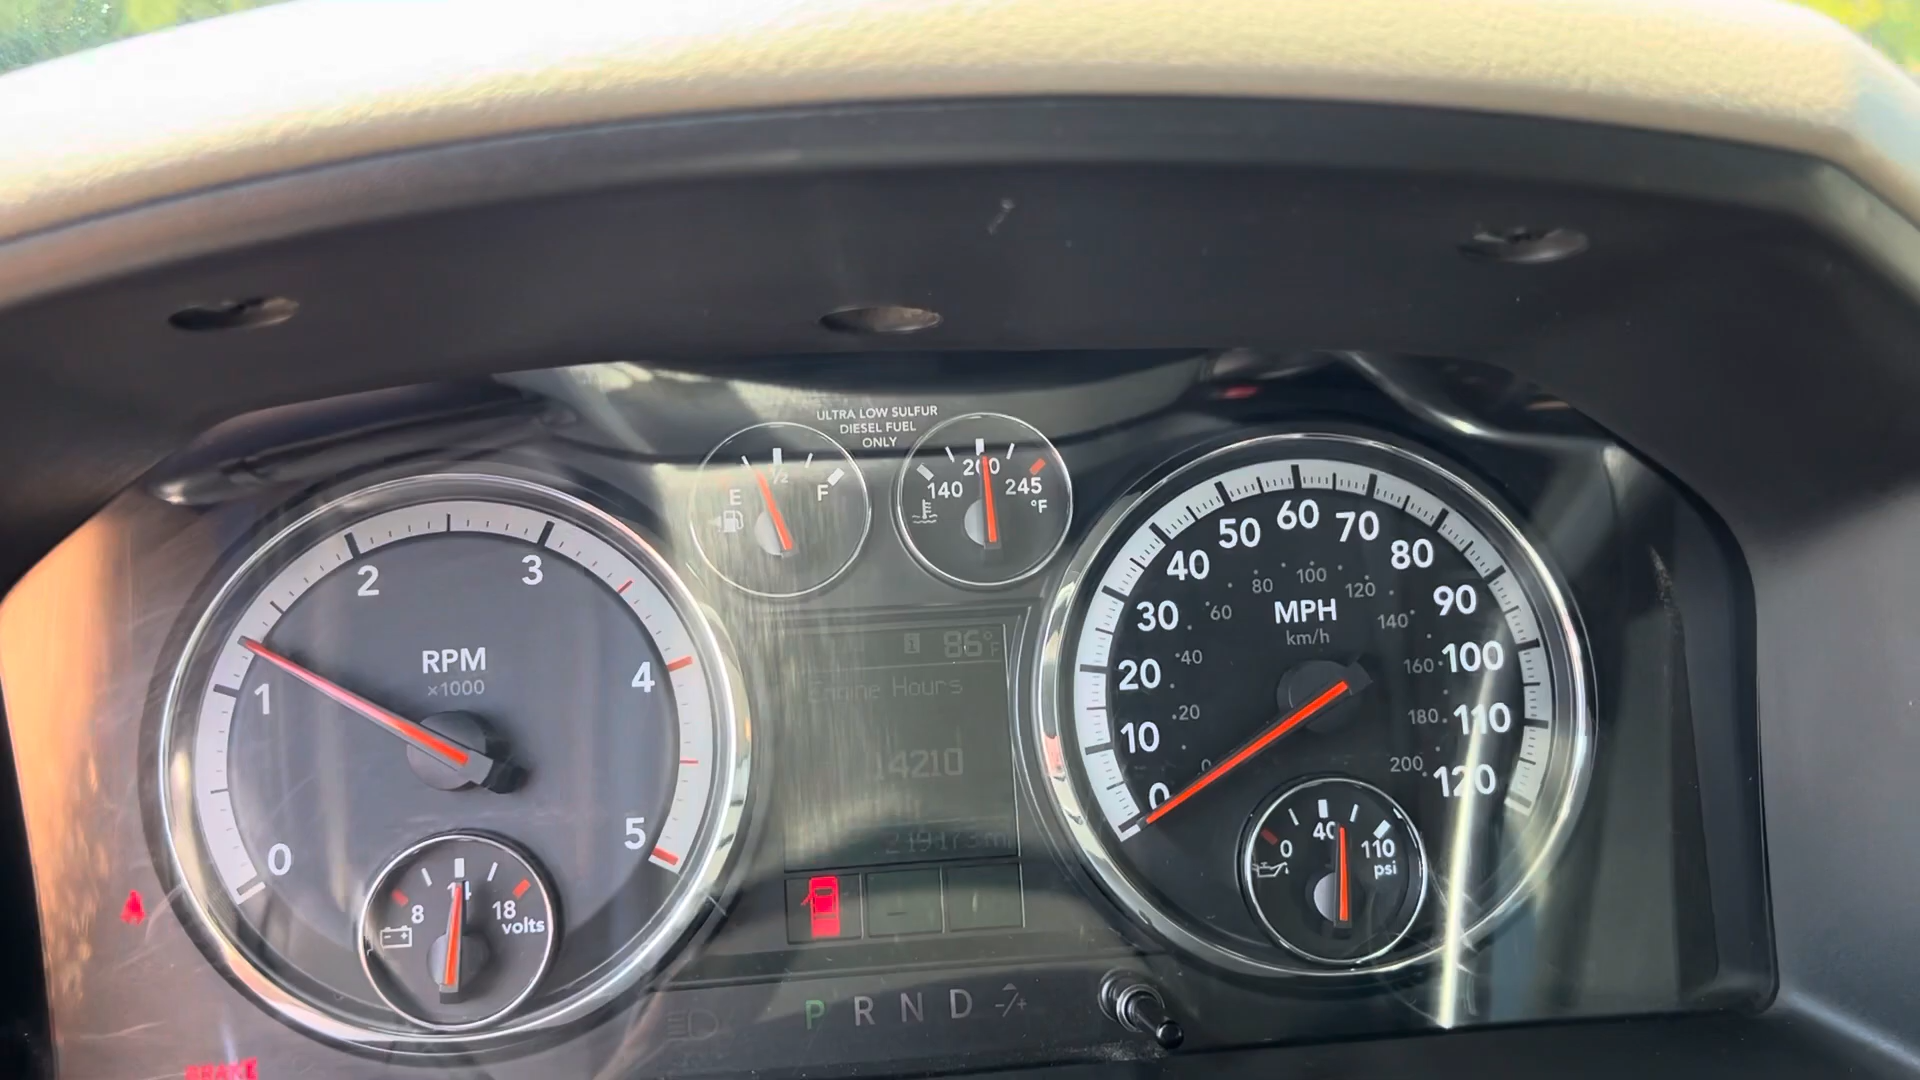 ULTRA LOW SULFUR
DIESEL FUEL
ONLY
E ½ F
140 200 245
°F
0 1 2 3 4 5
RPM
×1000
8 14 18
volts
86°F
Engine Hours
14210
219173 mi
0 10 20 30 40 50 60 70 80 90 100 110 120
MPH
km/h
0 20 40 60 80 100 120 140 160 180 200
0 40 110
psi
P R N D -/+
BRAKE